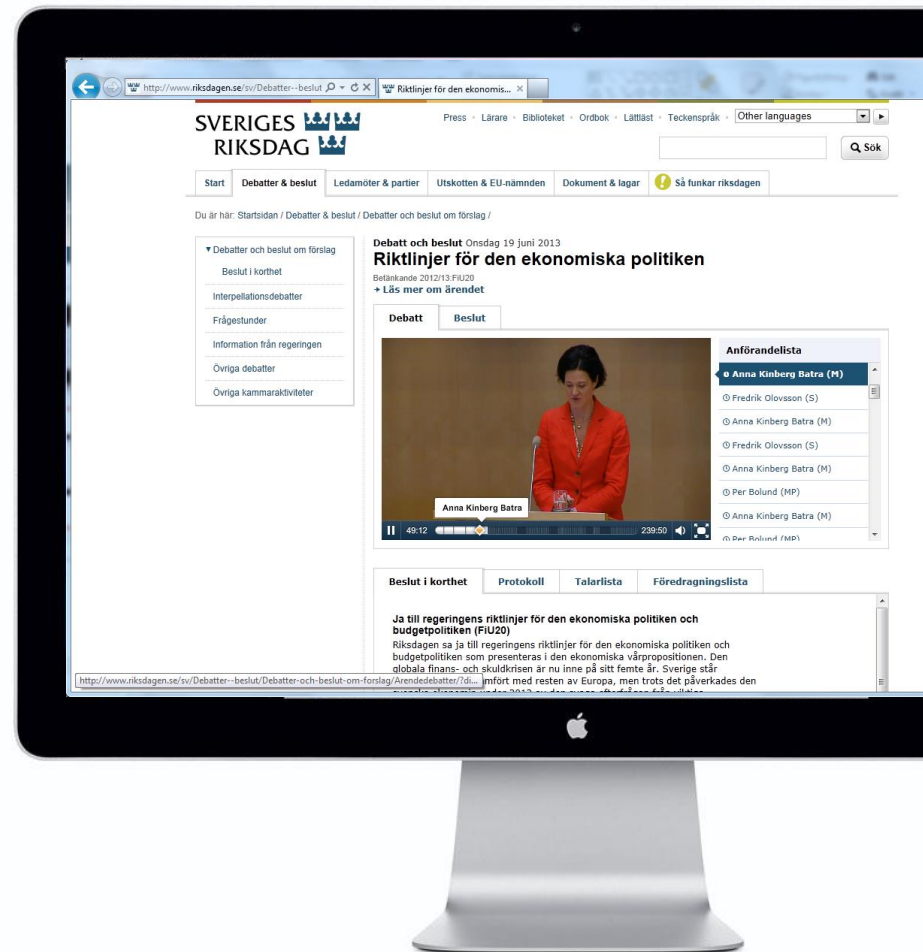 http://www.riksdagen.se/sv/Debatter--beslut
Riktlinjer för den ekonomis...
SVERIGES
RIKSDAG
Press Lärare Biblioteket Ordbok Lättläst Teckenspråk Other languages
Sök
Start Debatter & beslut Ledamöter & partier Utskotten & EU-nämnden Dokument & lagar Så funkar riksdagen
Du är här: Startsidan / Debatter & beslut / Debatter och beslut om förslag /
Debatter och beslut om förslag
Beslut i korthet
Interpellationsdebatter
Frågestunder
Information från regeringen
Övriga debatter
Övriga kammaraktiviteter
Debatt och beslut Onsdag 19 juni 2013
Riktlinjer för den ekonomiska politiken
Betänkande 2012/13:FiU20
Läs mer om ärendet
Debatt Beslut
Anna Kinberg Batra
49:12 239:50
Anförandelista
Anna Kinberg Batra (M)
Fredrik Olovsson (S)
Anna Kinberg Batra (M)
Fredrik Olovsson (S)
Anna Kinberg Batra (M)
Per Bolund (MP)
Anna Kinberg Batra (M)
Per Bolund (MP)
Beslut i korthet Protokoll Talarlista Föredragningslista
Ja till regeringens riktlinjer för den ekonomiska politiken och
budgetpolitiken (FiU20)
Riksdagen sa ja till regeringens riktlinjer för den ekonomiska politiken och
budgetpolitiken som presenteras i den ekonomiska vårpropositionen. Den
globala finans- och skuldkrisen är nu inne på sitt femte år. Sverige står
mfört med resten av Europa, men trots det påverkades den
http://www.riksdagen.se/sv/Debatter--beslut/Debatter-och-beslut-om-forslag/Arendedebatter/?di...